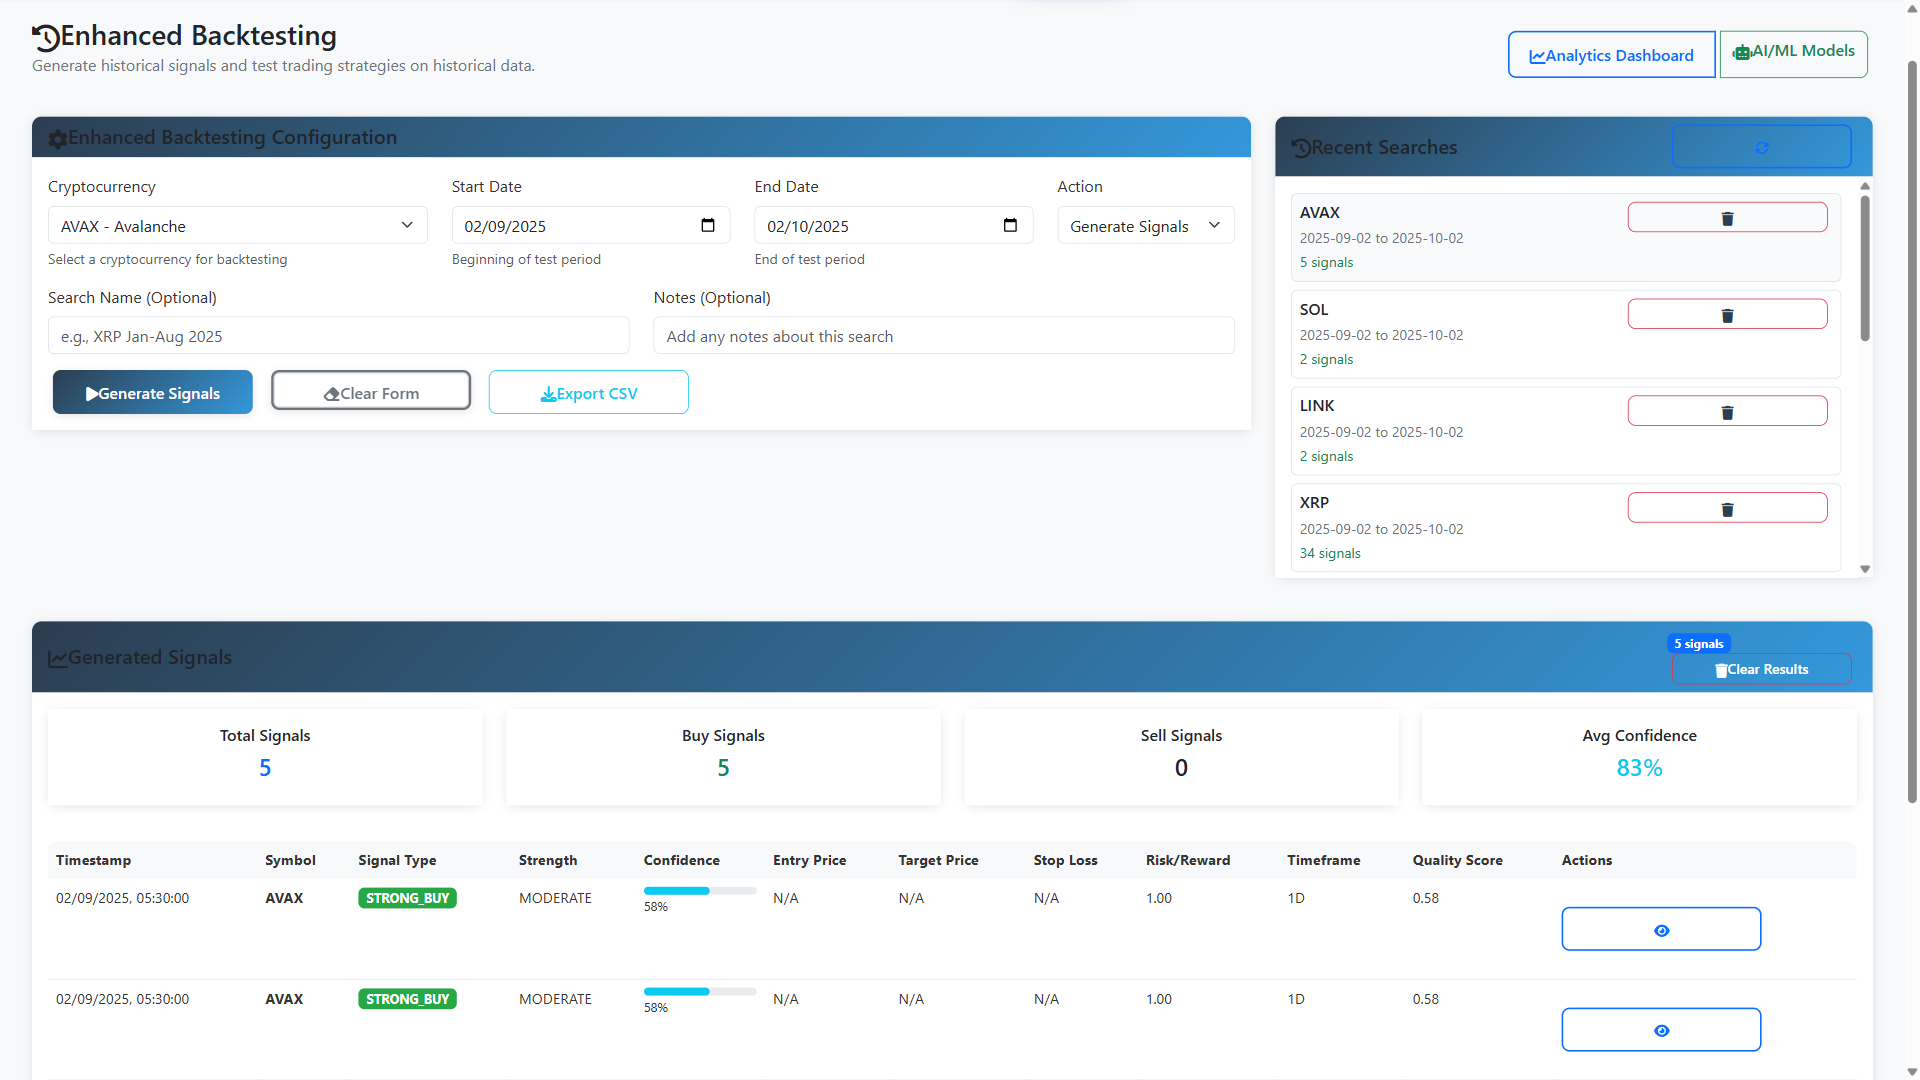 Enhanced Backtesting
Generate historical signals and test trading strategies on historical data.
Analytics Dashboard
AI/ML Models
Enhanced Backtesting Configuration
Cryptocurrency
Start Date
End Date
Action
AVAX - Avalanche
02/09/2025
02/10/2025
Generate Signals
Select a cryptocurrency for backtesting
Beginning of test period
End of test period
Search Name (Optional)
Notes (Optional)
e.g., XRP Jan-Aug 2025
Add any notes about this search
Generate Signals
Clear Form
Export CSV
Recent Searches
AVAX
2025-09-02 to 2025-10-02
5 signals
SOL
2025-09-02 to 2025-10-02
2 signals
LINK
2025-09-02 to 2025-10-02
2 signals
XRP
2025-09-02 to 2025-10-02
34 signals
Generated Signals
5 signals
Clear Results
Total Signals
5
Buy Signals
5
Sell Signals
0
Avg Confidence
83%
Timestamp Symbol Signal Type Strength Confidence Entry Price Target Price Stop Loss Risk/Reward Timeframe Quality Score Actions
02/09/2025, 05:30:00 AVAX STRONG_BUY MODERATE 58% N/A N/A N/A 1.00 1D 0.58
02/09/2025, 05:30:00 AVAX STRONG_BUY MODERATE 58% N/A N/A N/A 1.00 1D 0.58